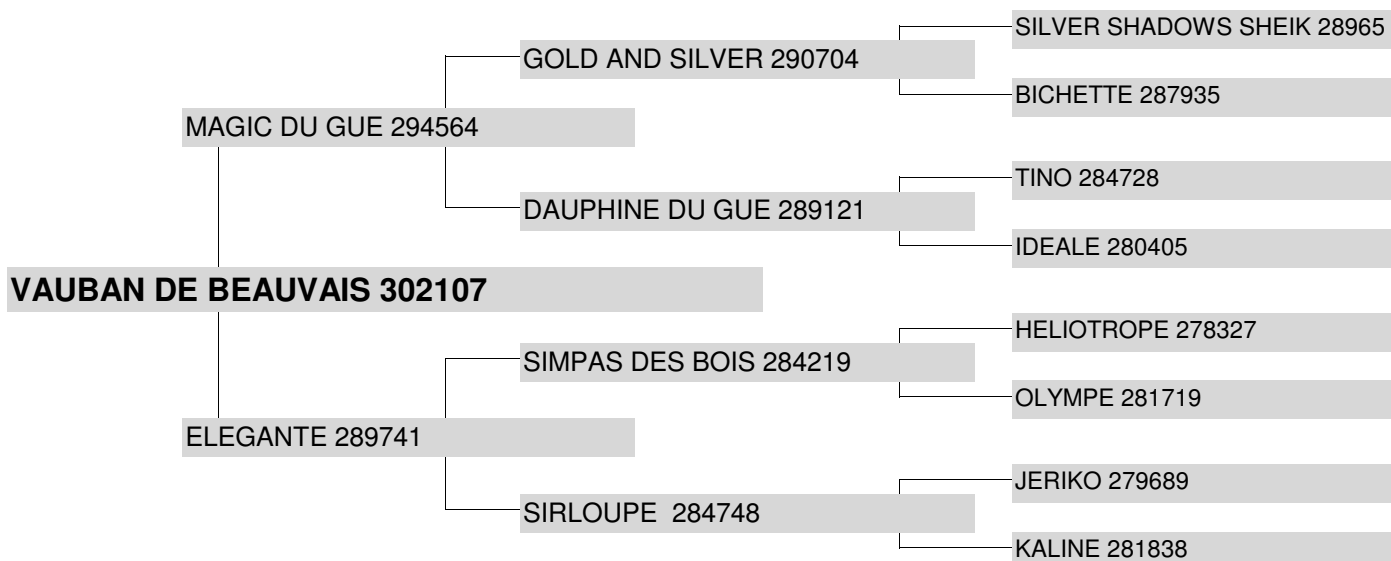 SILVER SHADOWS SHEIK 28965
GOLD AND SILVER 290704
BICHETTE 287935
MAGIC DU GUE 294564
TINO 284728
DAUPHINE DU GUE 289121
IDEALE 280405
VAUBAN DE BEAUVAIS 302107
HELIOTROPE 278327
SIMPAS DES BOIS 284219
OLYMPE 281719
ELEGANTE 289741
JERIKO 279689
SIRLOUPE 284748
KALINE 281838